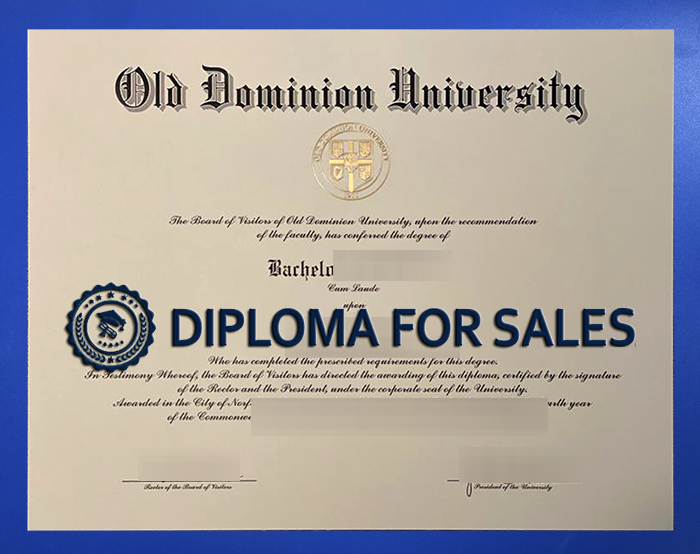 Old Dominion University
The Board of Visitors of Old Dominion University, upon the recommendation
of the faculty, has conferred the degree of
Bachelo
Cum Laude
upon
DIPLOMA FOR SALES
Who has completed the prescribed requirements for this degree.
In Testimony Whereof, the Board of Visitors has directed the awarding of this diploma, certified by the signature
of the Rector and the President, under the corporate seal of the University.
Awarded in the City of Norf urth year
of the Commonwe
Rector of the Board of Visitors
President of the University